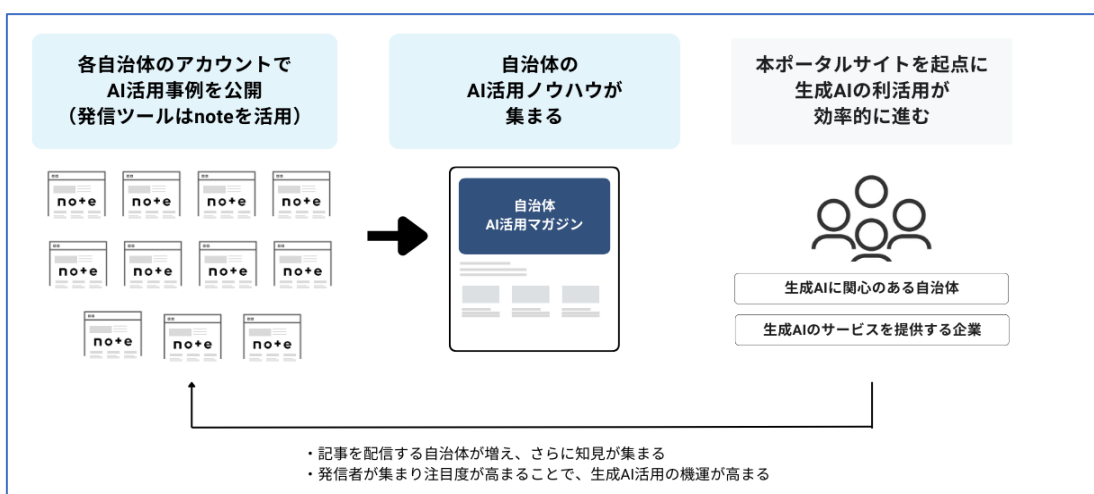 各自治体のアカウントで
AI活用事例を公開
（発信ツールはnoteを活用）
自治体の
AI活用ノウハウが
集まる
本ポータルサイトを起点に
生成AIの利活用が
効率的に進む
note
note
note
note
note
note
note
note
note
note
note
自治体
AI活用マガジン
生成AIに関心のある自治体
生成AIのサービスを提供する企業
・記事を配信する自治体が増え、さらに知見が集まる
・発信者が集まり注目度が高まることで、生成AI活用の機運が高まる